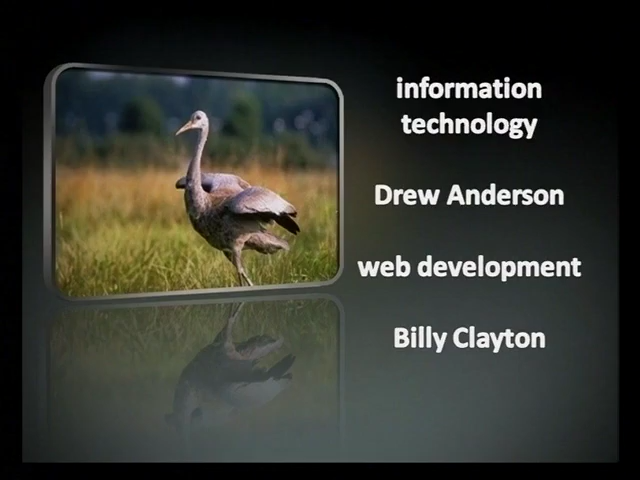 information
technology
Drew Anderson
web development
Billy Clayton